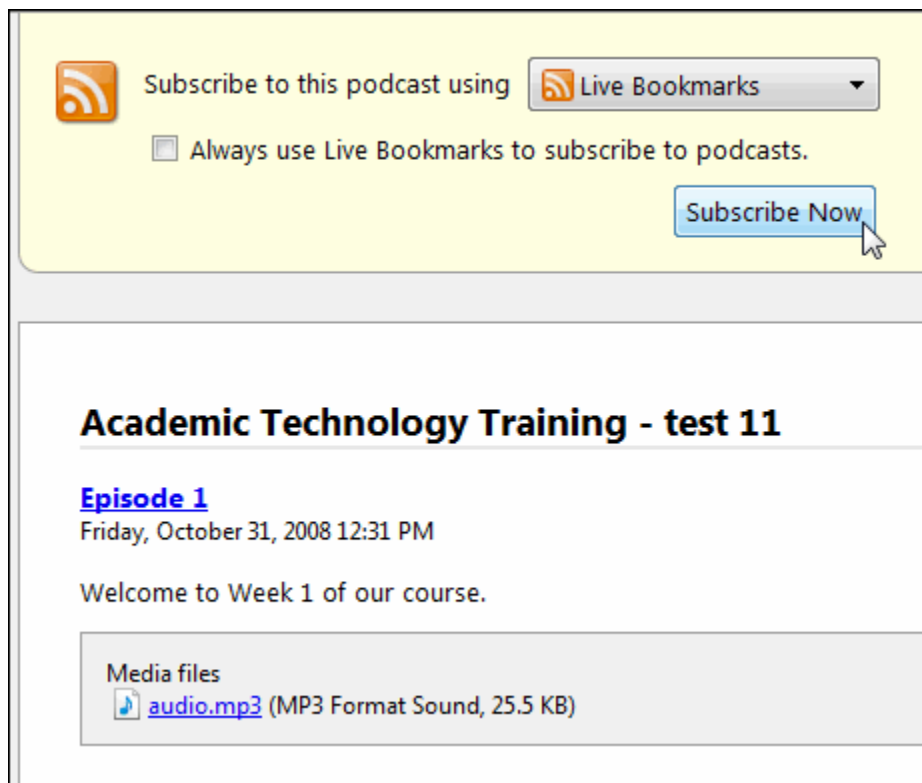 Subscribe to this podcast using Live Bookmarks
Always use Live Bookmarks to subscribe to podcasts.
Subscribe Now
Academic Technology Training - test 11
Episode 1
Friday, October 31, 2008 12:31 PM
Welcome to Week 1 of our course.
Media files
audio.mp3 (MP3 Format Sound, 25.5 KB)